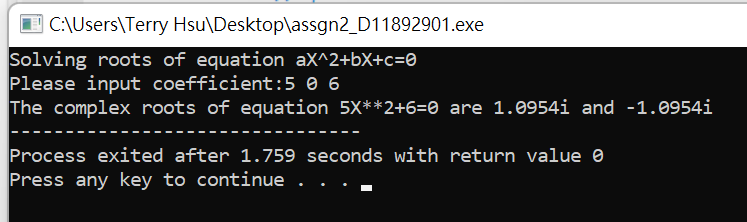 C:\Users\Terry Hsu\Desktop\assgn2_D11892901.exe
Solving roots of equation aX^2+bX+c=0
Please input coefficient:5 0 6
The complex roots of equation 5X**2+6=0 are 1.0954i and -1.0954i
--------------------------------
Process exited after 1.759 seconds with return value 0
Press any key to continue . . .